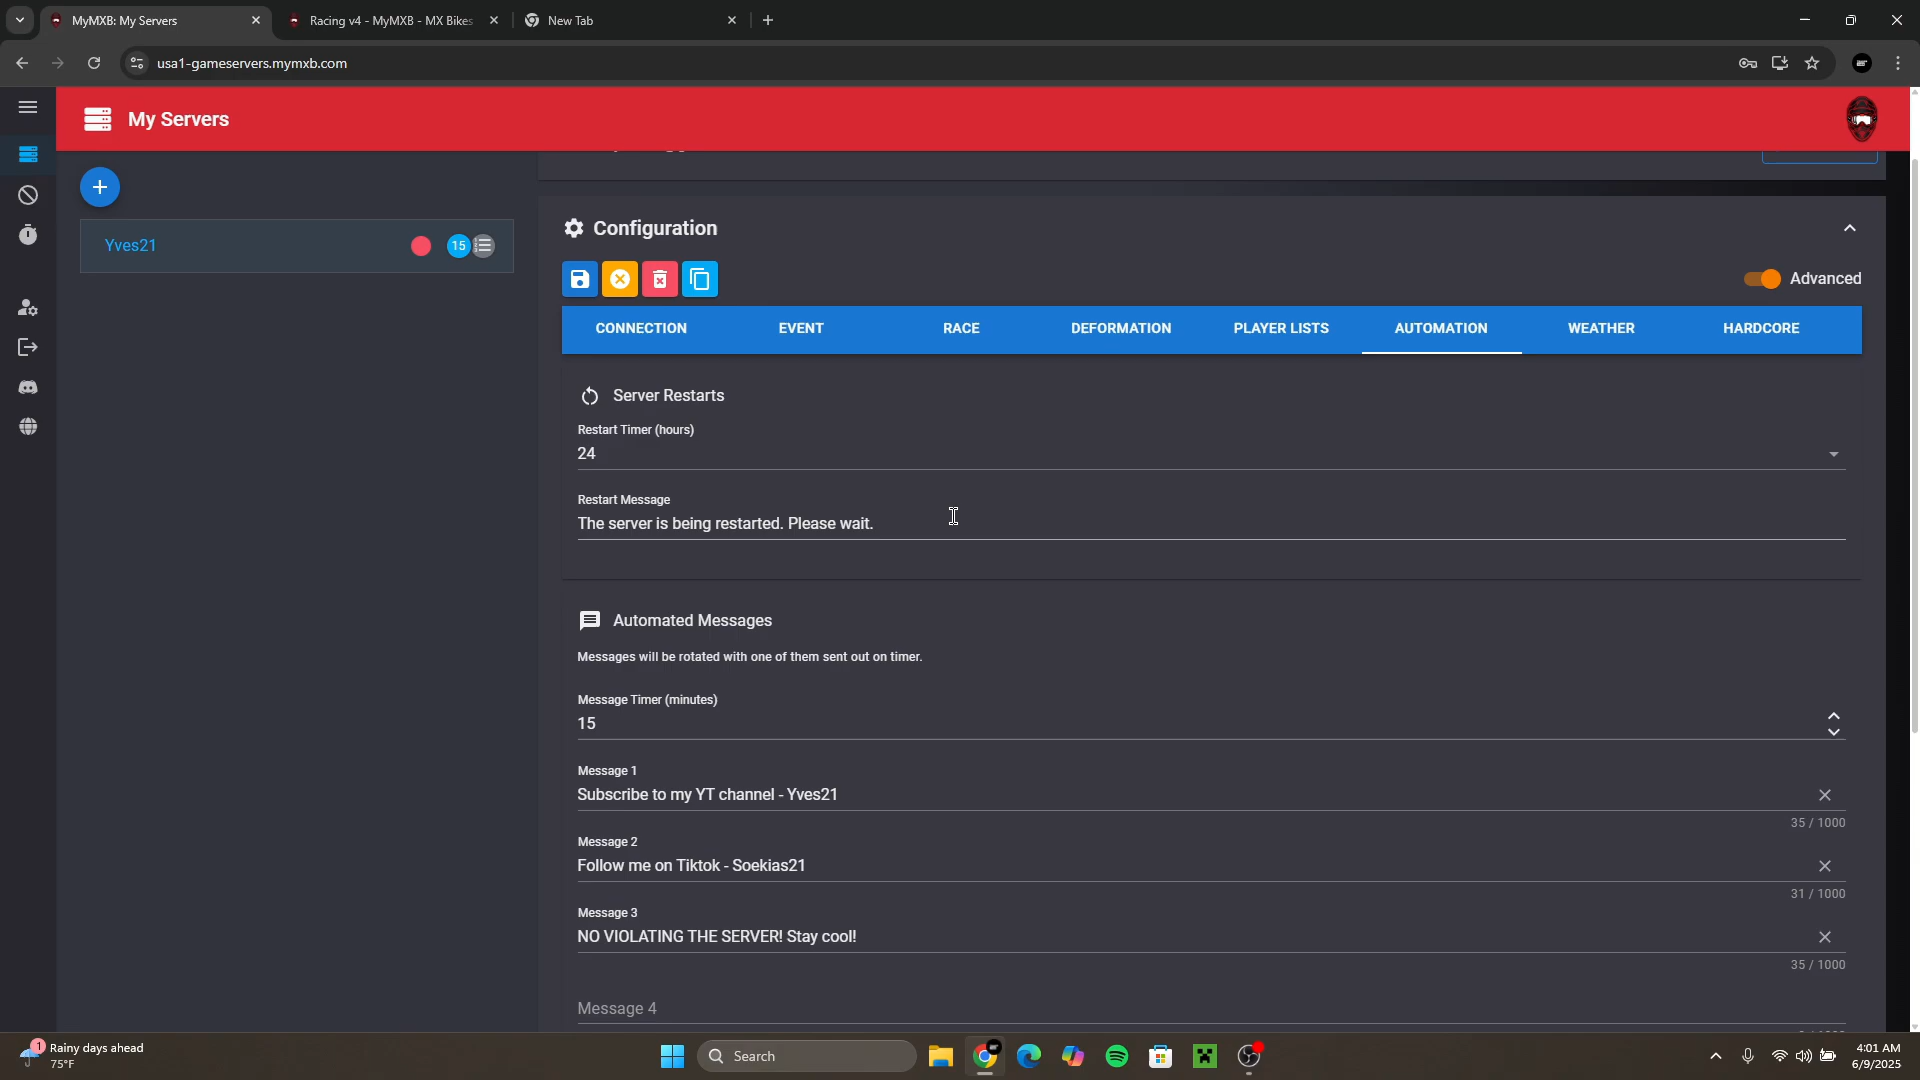 MyMXB: My Servers
Racing v4 - MyMXB - MX Bikes
New Tab
usa1-gameservers.mymxb.com
My Servers
Yves21
15
Configuration
Advanced
CONNECTION
EVENT
RACE
DEFORMATION
PLAYER LISTS
AUTOMATION
WEATHER
HARDCORE
Server Restarts
Restart Timer (hours)
24
Restart Message
The server is being restarted. Please wait.
Automated Messages
Messages will be rotated with one of them sent out on timer.
Message Timer (minutes)
15
Message 1
Subscribe to my YT channel - Yves21
35 / 1000
Message 2
Follow me on Tiktok - Soekias21
31 / 1000
Message 3
NO VIOLATING THE SERVER! Stay cool!
35 / 1000
Message 4
1
Rainy days ahead
75°F
Search
4:01 AM
6/9/2025